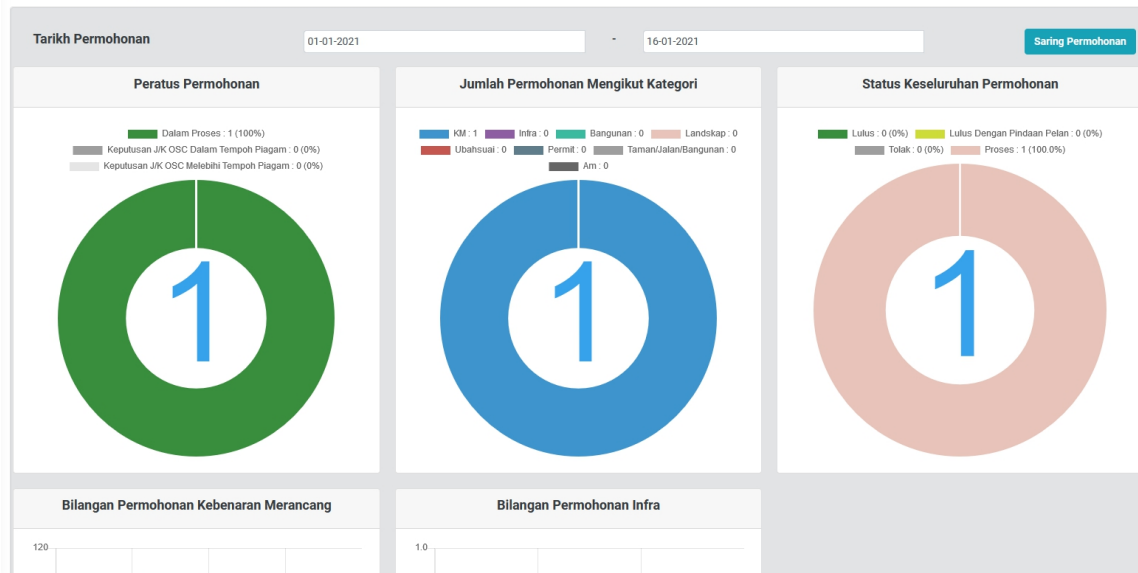 Tarikh Permohonan 01-01-2021 - 16-01-2021 Saring Permohonan
Peratus Permohonan
Dalam Proses : 1 (100%)
Keputusan J/K OSC Dalam Tempoh Piagam : 0 (0%)
Keputusan J/K OSC Melebihi Tempoh Piagam : 0 (0%)
1
Jumlah Permohonan Mengikut Kategori
KM : 1 Infra : 0 Bangunan : 0 Landskap : 0
Ubahsuai : 0 Permit : 0 Taman/Jalan/Bangunan : 0
Am : 0
1
Status Keseluruhan Permohonan
Lulus : 0 (0%) Lulus Dengan Pindaan Pelan : 0 (0%)
Tolak : 0 (0%) Proses : 1 (100.0%)
1
Bilangan Permohonan Kebenaran Merancang
120
Bilangan Permohonan Infra
1.0